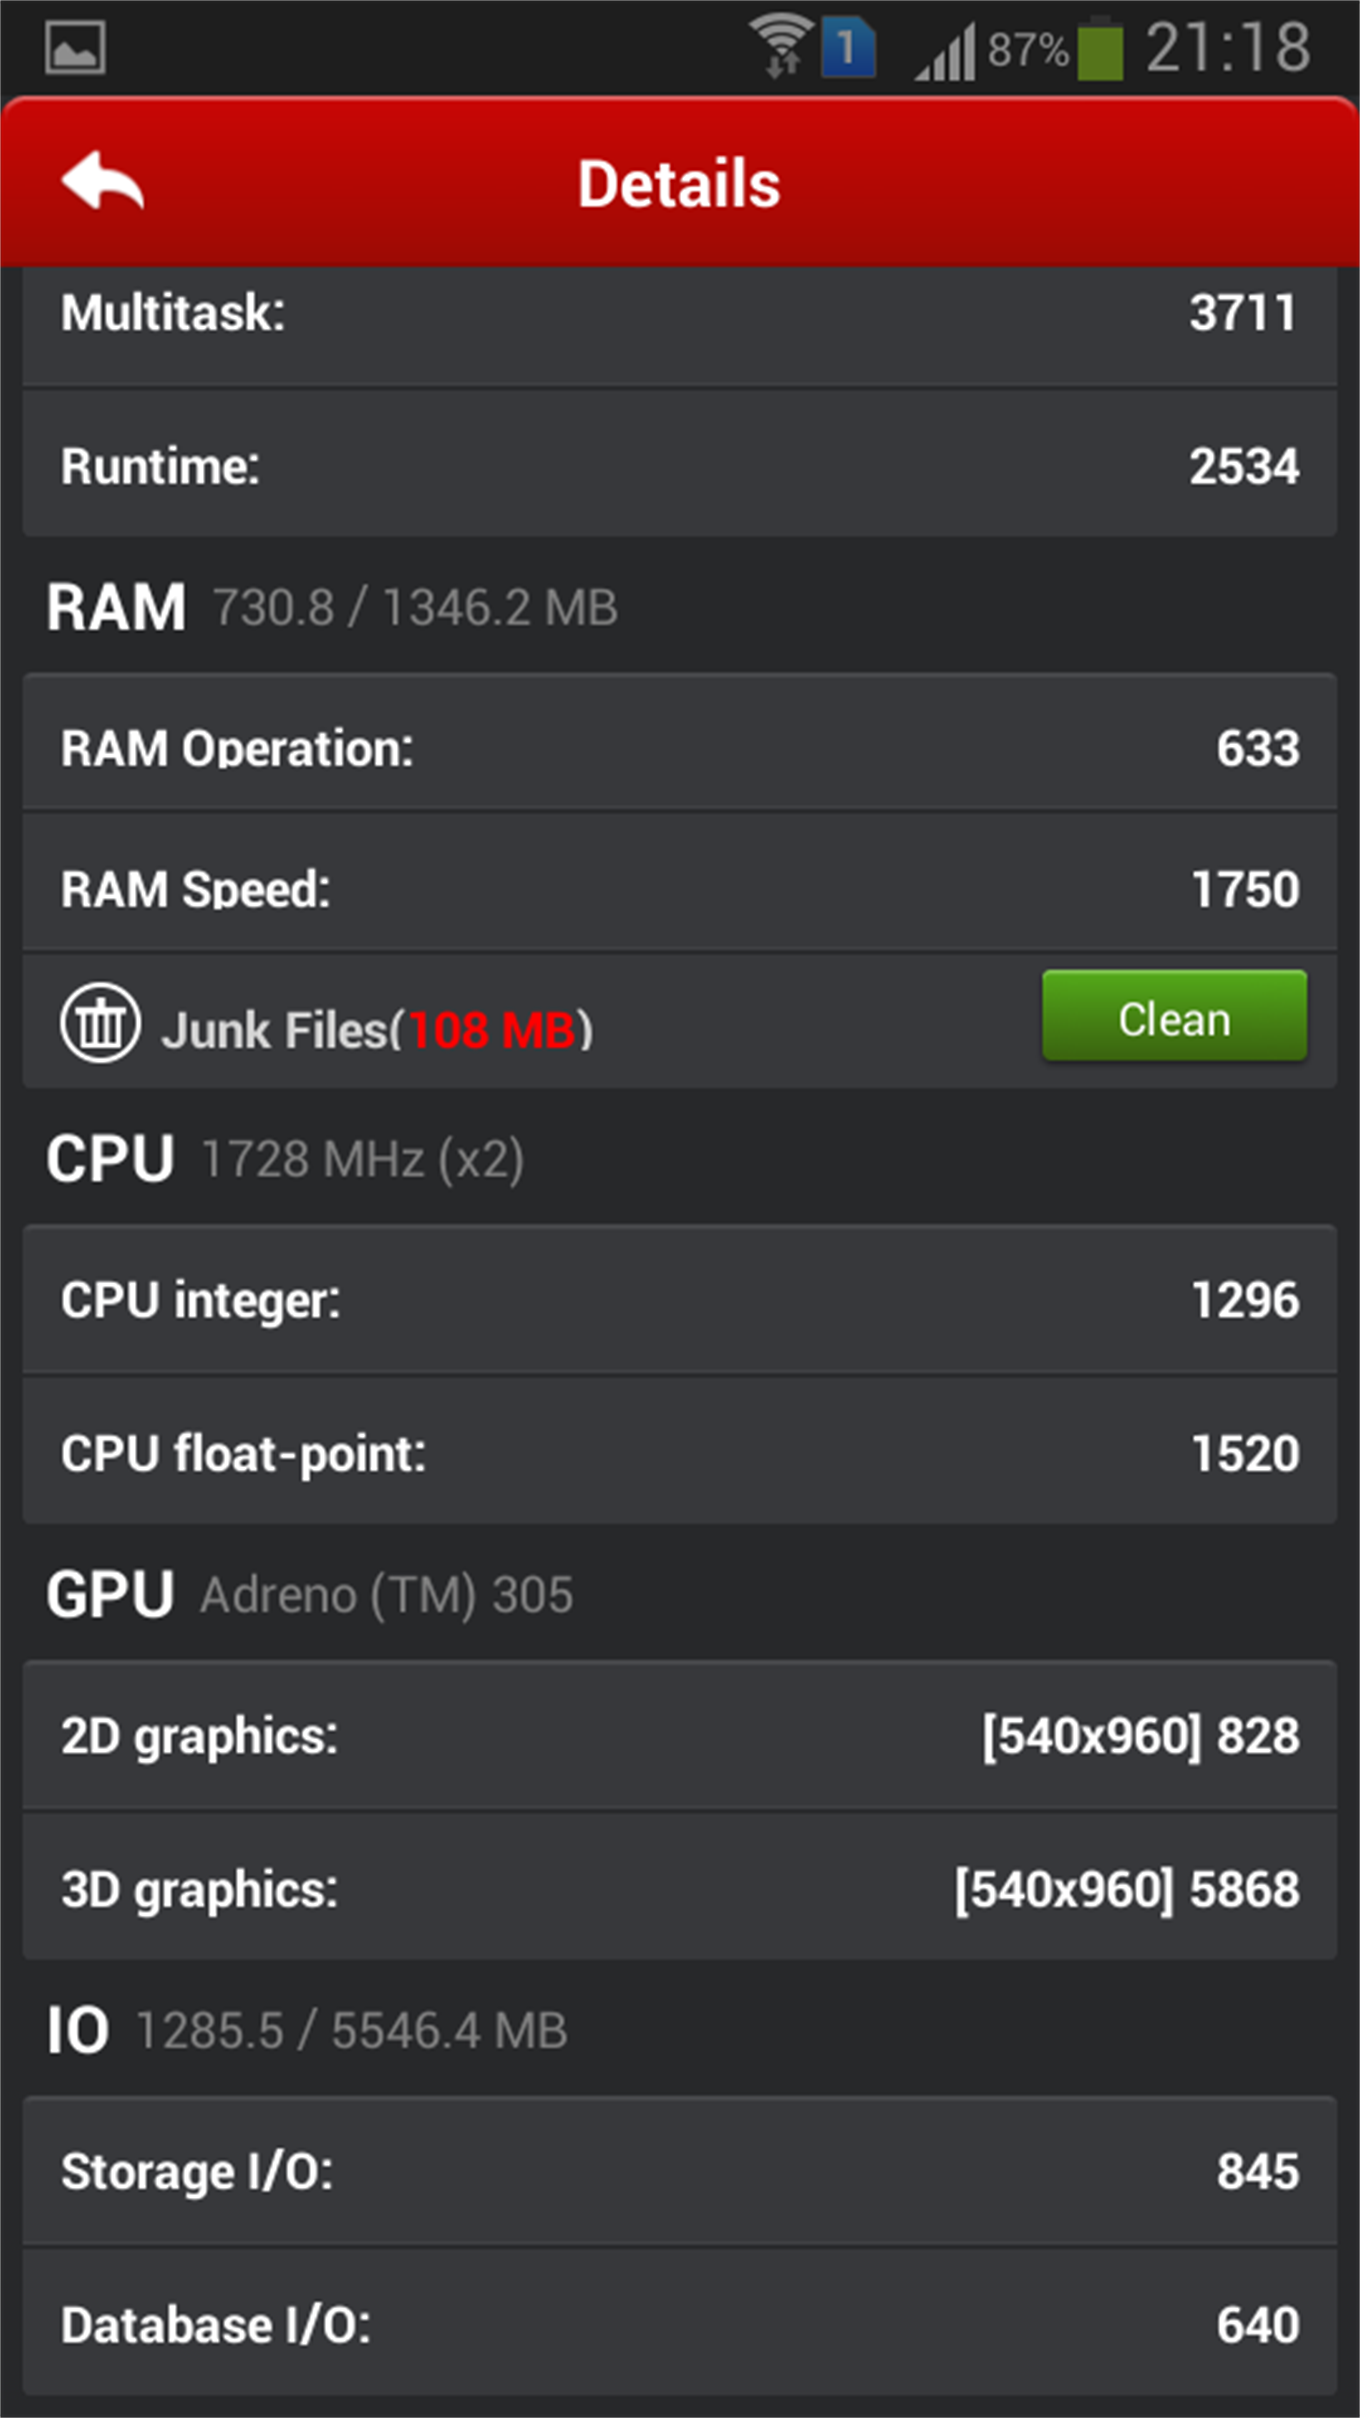 1 87% 21:18
Details
Multitask: 3711
Runtime: 2534
RAM 730.8 / 1346.2 MB
RAM Operation: 633
RAM Speed: 1750
Junk Files(108 MB) Clean
CPU 1728 MHz (x2)
CPU integer: 1296
CPU float-point: 1520
GPU Adreno (TM) 305
2D graphics: [540x960] 828
3D graphics: [540x960] 5868
IO 1285.5 / 5546.4 MB
Storage I/O: 845
Database I/O: 640